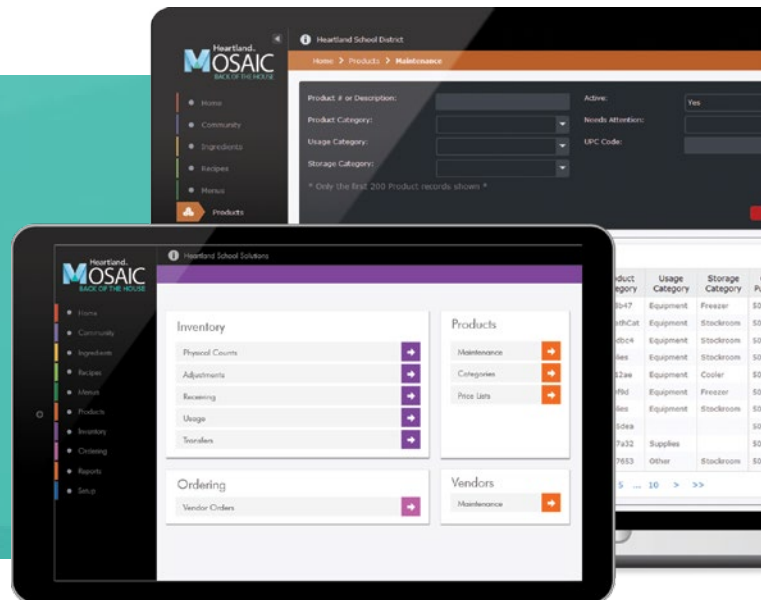 Heartland.
MOSAIC
BACK OF THE HOUSE
Heartland School District
Home > Products > Maintenance
Home
Community
Ingredients
Recipes
Menus
Products
Product # or Description:
Product Category:
Usage Category:
Storage Category:
* Only the first 200 Product records shown *
Active:
Yes
Needs Attention:
UPC Code:
Usage Category
Storage Category
Equipment Freezer
Equipment Stockroom
Equipment Stockroom
Equipment Stockroom
Equipment Cooler
Equipment Freezer
Equipment Stockroom
Supplies
Other Stockroom
5 ... 10 > >>
Heartland.
MOSAIC
BACK OF THE HOUSE
Heartland School Solutions
Home
Community
Ingredients
Recipes
Menus
Products
Inventory
Ordering
Reports
Setup
Inventory
Physical Counts
Adjustments
Receiving
Usage
Transfers
Products
Maintenance
Categories
Price Lists
Ordering
Vendor Orders
Vendors
Maintenance